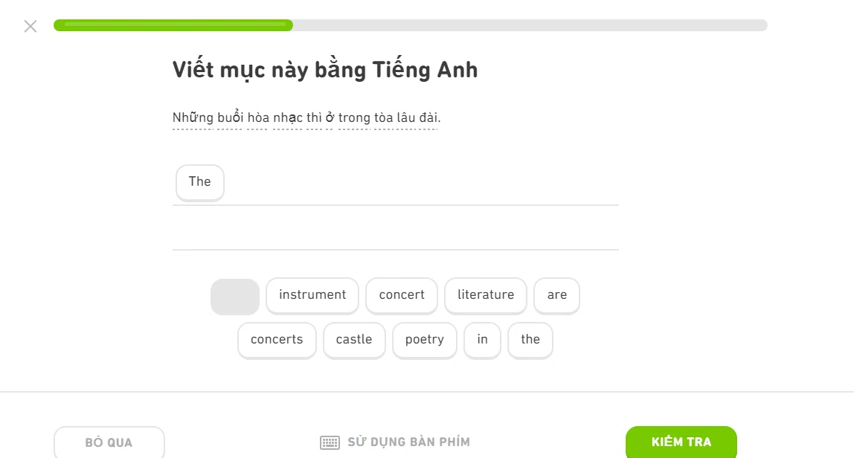 Viết mục này bằng Tiếng Anh
Những buổi hòa nhạc thì ở trong tòa lâu đài.
The
instrument concert literature are
concerts castle poetry in the
BỎ QUA SỬ DỤNG BÀN PHÍM KIỂM TRA